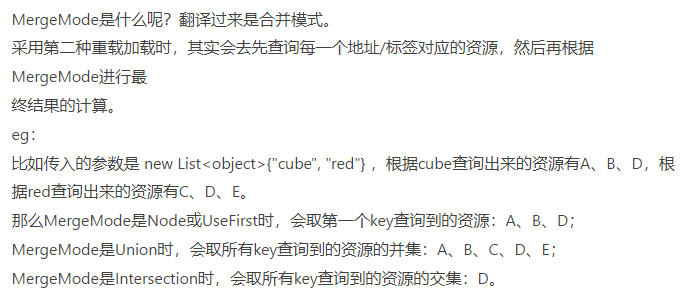 MergeMode是什么呢？翻译过来是合并模式。
采用第二种重载加载时，其实会去先查询每一个地址/标签对应的资源，然后再根据
MergeMode进行最
终结果的计算。
eg：
比如传入的参数是 new List<object>{"cube", "red"} ，根据cube查询出来的资源有A、B、D，根
据red查询出来的资源有C、D、E。
那么MergeMode是Node或UseFirst时，会取第一个key查询到的资源：A、B、D；
MergeMode是Union时，会取所有key查询到的资源的并集：A、B、C、D、E；
MergeMode是Intersection时，会取所有key查询到的资源的交集：D。